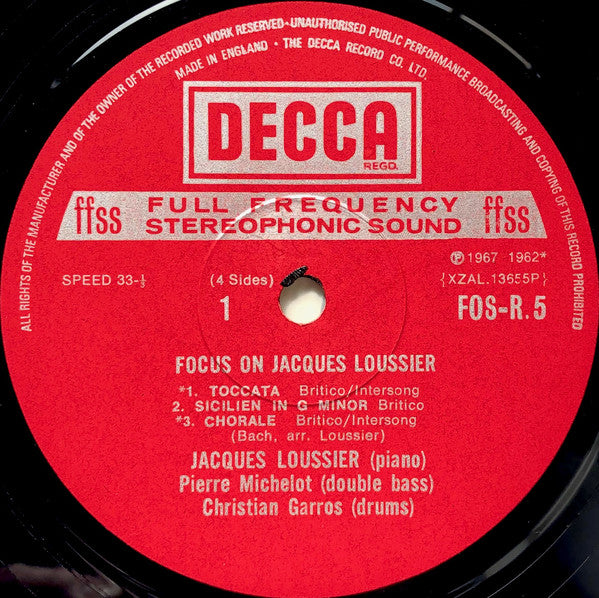 ALL RIGHTS OF THE MANUFACTURER AND OF THE OWNER OF THE RECORDED WORK RESERVED·UNAUTHORISED PUBLIC PERFORMANCE BROADCASTING AND COPYING OF THIS RECORD PROHIBITED
MADE IN ENGLAND · THE DECCA RECORD CO. LTD.
DECCA
REGD.
ffss FULL FREQUENCY ffss
STEREOPHONIC SOUND
℗ 1967 1962*
SPEED 33-⅓ (4 Sides) {XZAL.13655P}
1 FOS-R.5
FOCUS ON JACQUES LOUSSIER
*1. TOCCATA Britico/Intersong
2. SICILIEN IN G MINOR Britico
*3. CHORALE Britico/Intersong
(Bach, arr. Loussier)
JACQUES LOUSSIER (piano)
Pierre Michelot (double bass)
Christian Garros (drums)